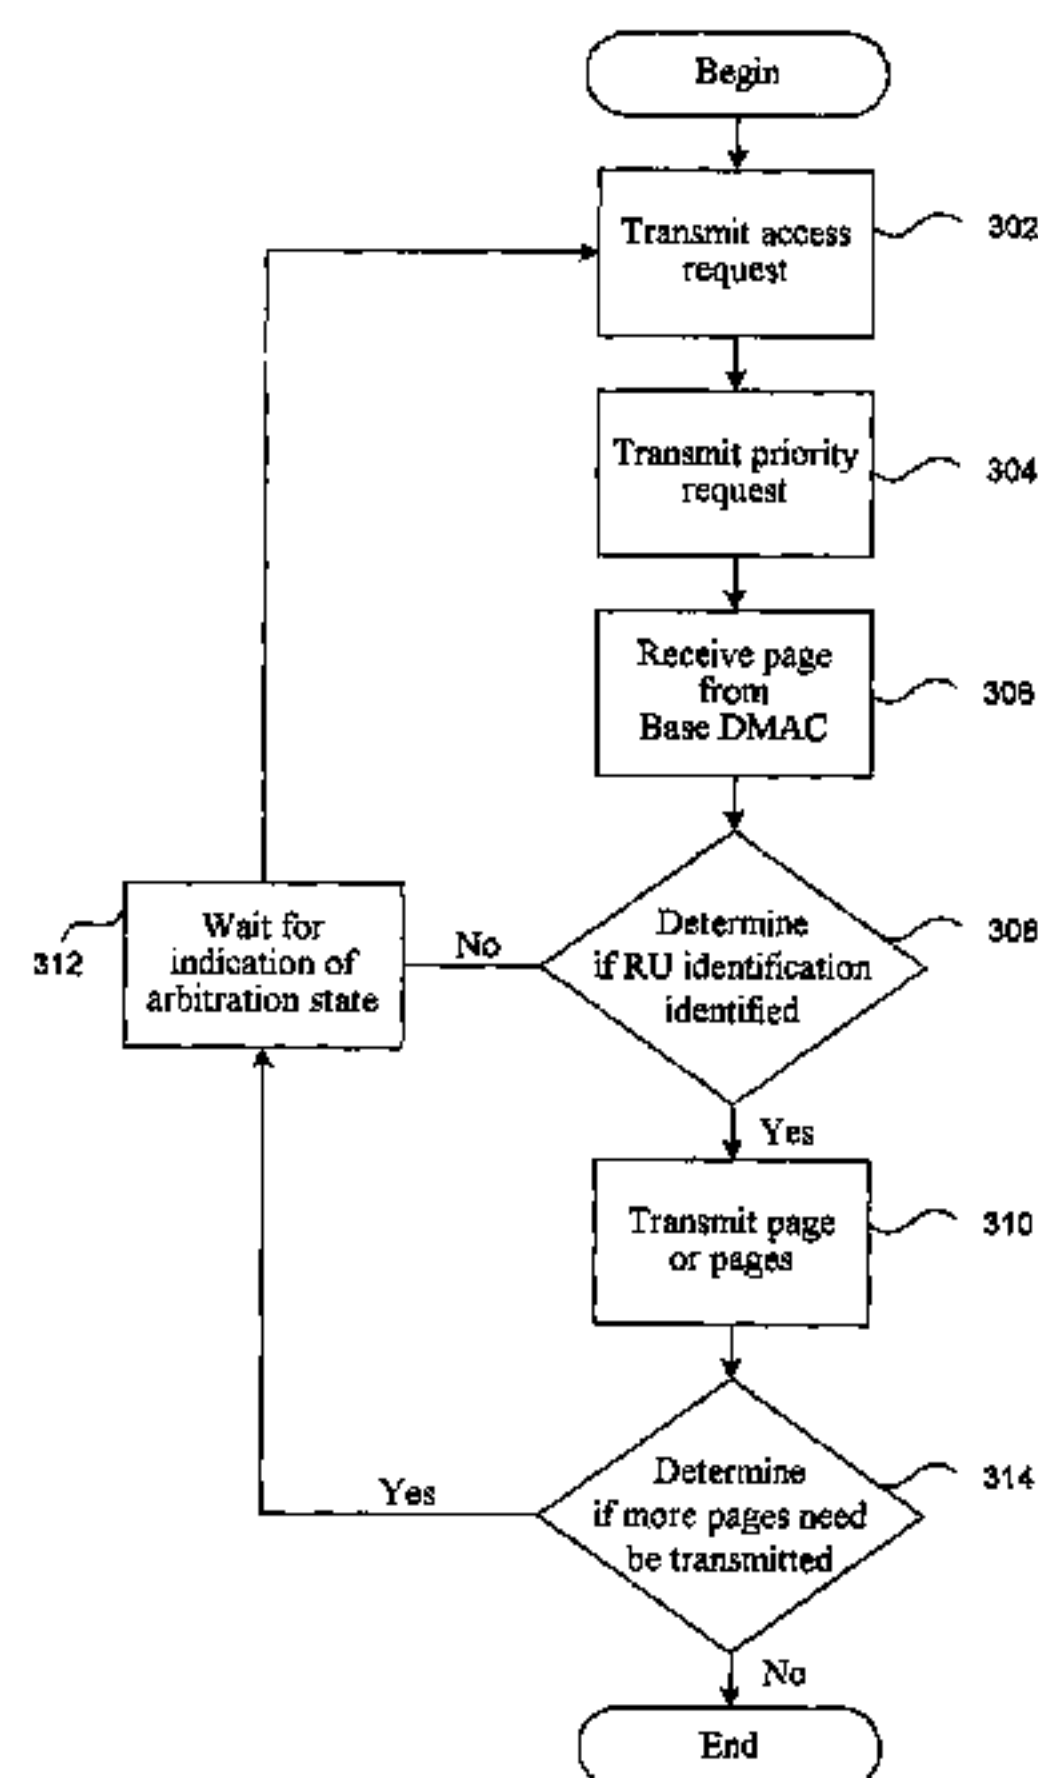 Begin
Transmit access
request
302
Transmit priority
request
304
Receive page
from
Base DMAC
306
Determine
if RU identification
identified
308
No
Wait for
indication of
arbitration state
312
Yes
Transmit page
or pages
310
Determine
if more pages need
be transmitted
314
Yes
No
End